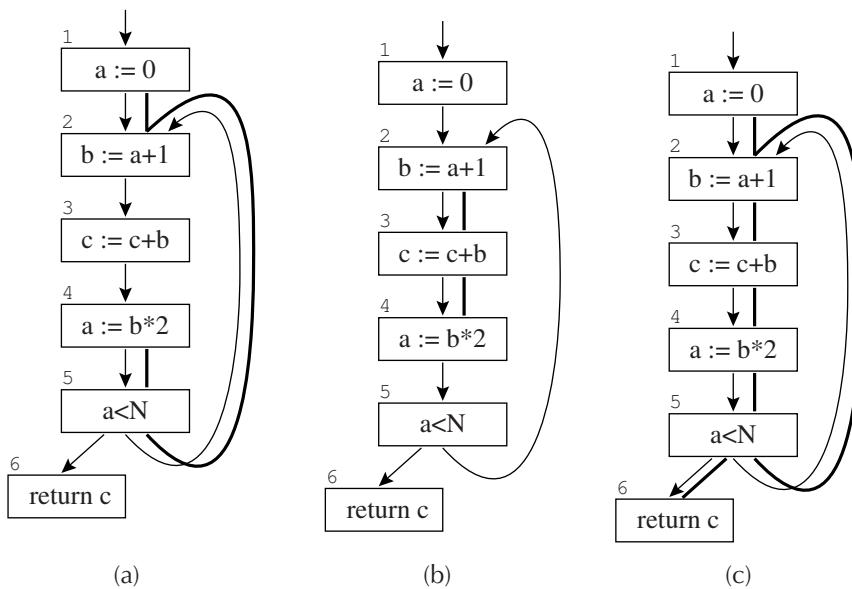 1
a := 0
2
b := a+1
3
c := c+b
4
a := b*2
5
a<N
6
return c
(a)
1
a := 0
2
b := a+1
3
c := c+b
4
a := b*2
5
a<N
6
return c
(b)
1
a := 0
2
b := a+1
3
c := c+b
4
a := b*2
5
a<N
6
return c
(c)